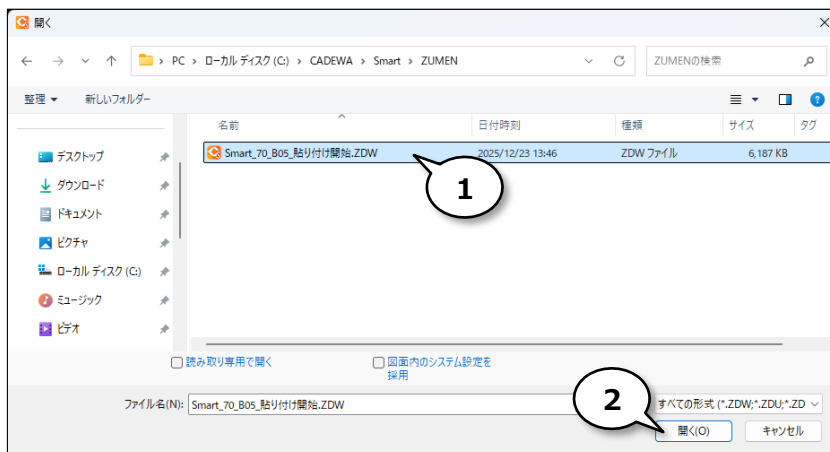 開く
PC › ローカル ディスク (C:) › CADEWA › Smart › ZUMEN
ZUMENの検索
整理 新しいフォルダー
名前 日付時刻 種類 サイズ タグ
Smart_70_B05_貼り付け開始.ZDW 2025/12/23 13:46 ZDW ファイル 6,187 KB
1
デスクトップ
ダウンロード
ドキュメント
ピクチャ
ローカル ディスク (C:)
ミュージック
ビデオ
読み取り専用で開く
図面内のシステム設定を
採用
ファイル名(N): Smart_70_B05_貼り付け開始.ZDW
2
すべての形式 (*.ZDW;*.ZDU;*.ZD
開く(O) キャンセル